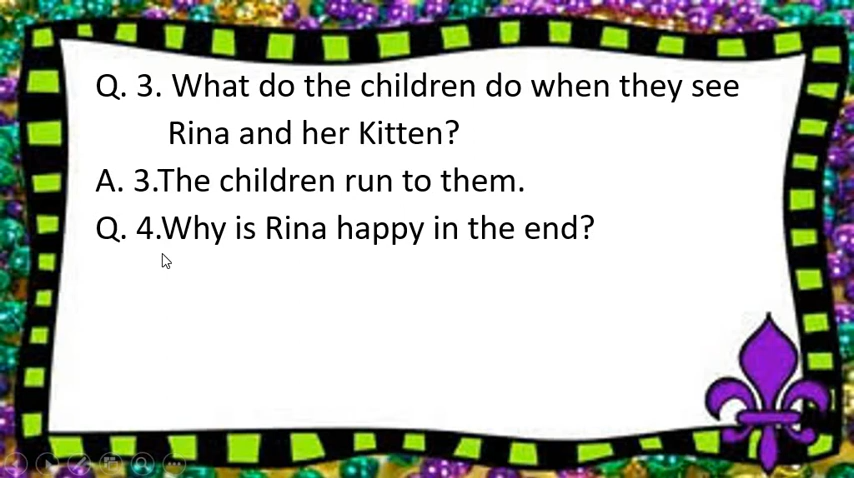 Q. 3. What do the children do when they see
Rina and her Kitten?
A. 3.The children run to them.
Q. 4.Why is Rina happy in the end?